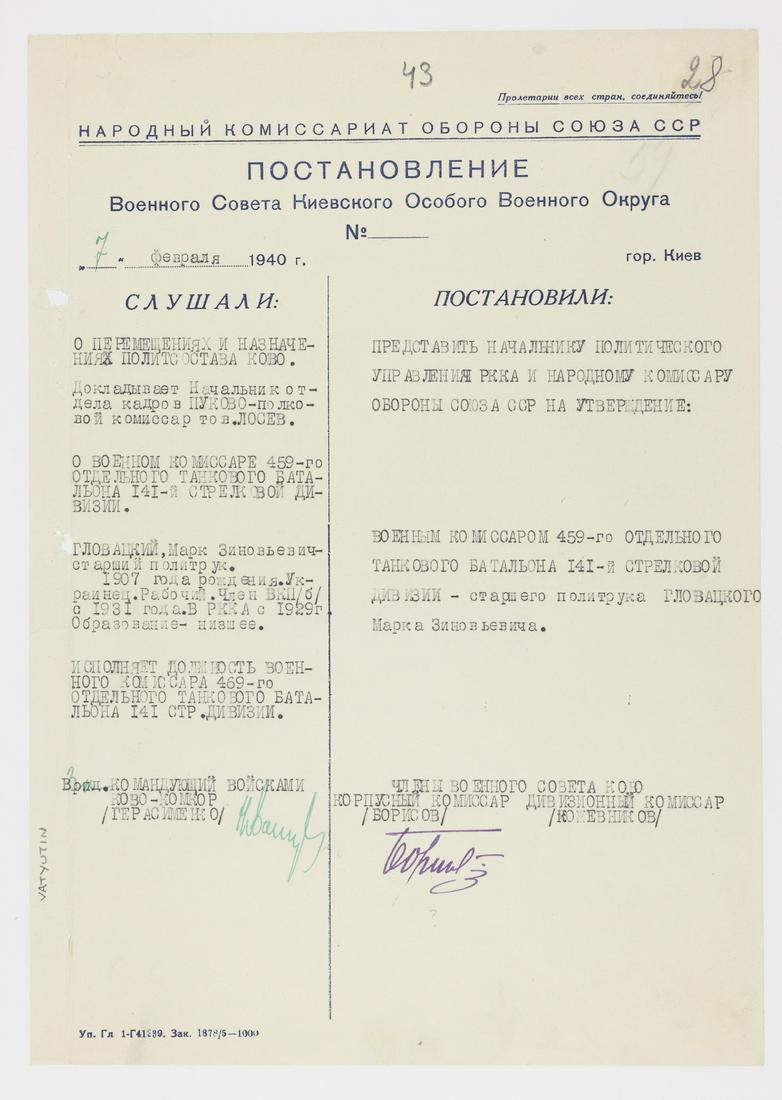 43
28
Пролетарии всех стран, соединяйтесь!
НАРОДНЫЙ КОМИССАРИАТ ОБОРОНЫ СОЮЗА ССР
ПОСТАНОВЛЕНИЕ
Военного Совета Киевского Особого Военного Округа
№
„7" февраля 1940 г.
гор. Киев
СЛУШАЛИ:
О ПЕРЕМЕЩЕНИЯХ И НАЗНАЧЕ-
НИЯХ ПОЛИТСОСТАВА КОВО.
Докладывает Начальник от-
дела кадров ПУКОВО-полко-
вой комиссар тов.ЛОСЕВ.
О ВОЕННОМ КОМИССАРЕ 459-го
ОТДЕЛЬНОГО ТАНКОВОГО БАТА-
ЛЬОНА 141-й СТРЕЛКОВОЙ ДИ-
ВИЗИИ.
ГЛОВАЦКИЙ,Марк Зиновьевич-
старший политрук.
1907 года рождения.Ук-
раинец.Рабочий.Член ВКП/б/
с 1931 года.В РККА с 1929г
Образование- низшее.
ИСПОЛНЯЕТ ДОЛЖНОСТЬ ВОЕН-
НОГО КОМИССАРА 469-го
ОТДЕЛЬНОГО ТАНКОВОГО БАТА-
ЛЬОНА 141 СТР.ДИВИЗИИ.
ПОСТАНОВИЛИ:
ПРЕДСТАВИТЬ НАЧАЛЬНИКУ ПОЛИТИЧЕСКОГО
УПРАВЛЕНИЯ РККА И НАРОДНОМУ КОМИССАРУ
ОБОРОНЫ СОЮЗА ССР НА УТВЕРЖДЕНИЕ:
ВОЕННЫМ КОМИССАРОМ 459-го ОТДЕЛЬНОГО
ТАНКОВОГО БАТАЛЬОНА 141-й СТРЕЛКОВОЙ
ДИВИЗИИ - старшего политрука ГЛОВАЦКОГО
Марка Зиновьевича.
Врид.КОМАНДУЮЩИЙ ВОЙСКАМИ
КОВО-КОМКОР
/ГЕРАСИМЕНКО/
ЧЛЕНЫ ВОЕННОГО СОВЕТА КОВО
КОРПУСНЫЙ КОМИССАР ДИВИЗИОННЫЙ КОМИССАР
/БОРИСОВ/ /КОЖЕВНИКОВ/
VATYUTIN
Уп. Гл 1-Г41239. Зак. 1878/5—1000